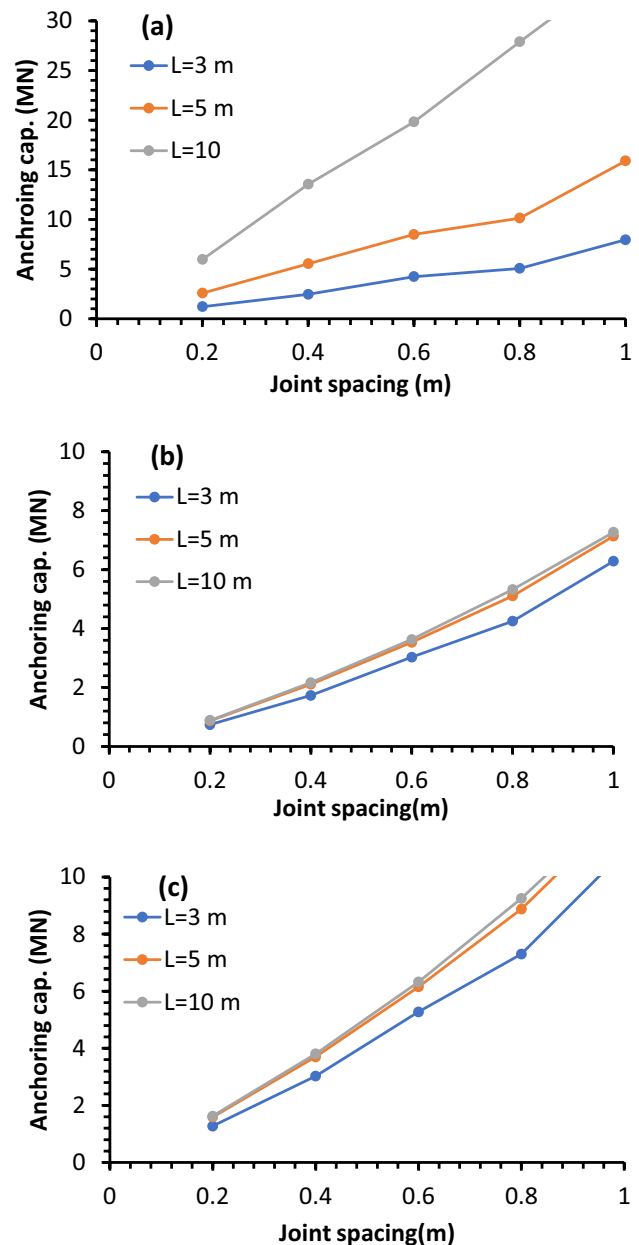 (a)
30
25
20
15
10
5
0
Anchroing cap. (MN)
L=3 m
L=5 m
L=10
0 0.2 0.4 0.6 0.8 1
Joint spacing (m)
(b)
10
8
6
4
2
0
Anchoring cap. (MN)
L=3 m
L=5 m
L=10 m
0 0.2 0.4 0.6 0.8 1
Joint spacing(m)
(c)
10
8
6
4
2
0
Anchoring cap. (MN)
L=3 m
L=5 m
L=10 m
0 0.2 0.4 0.6 0.8 1
Joint spacing(m)